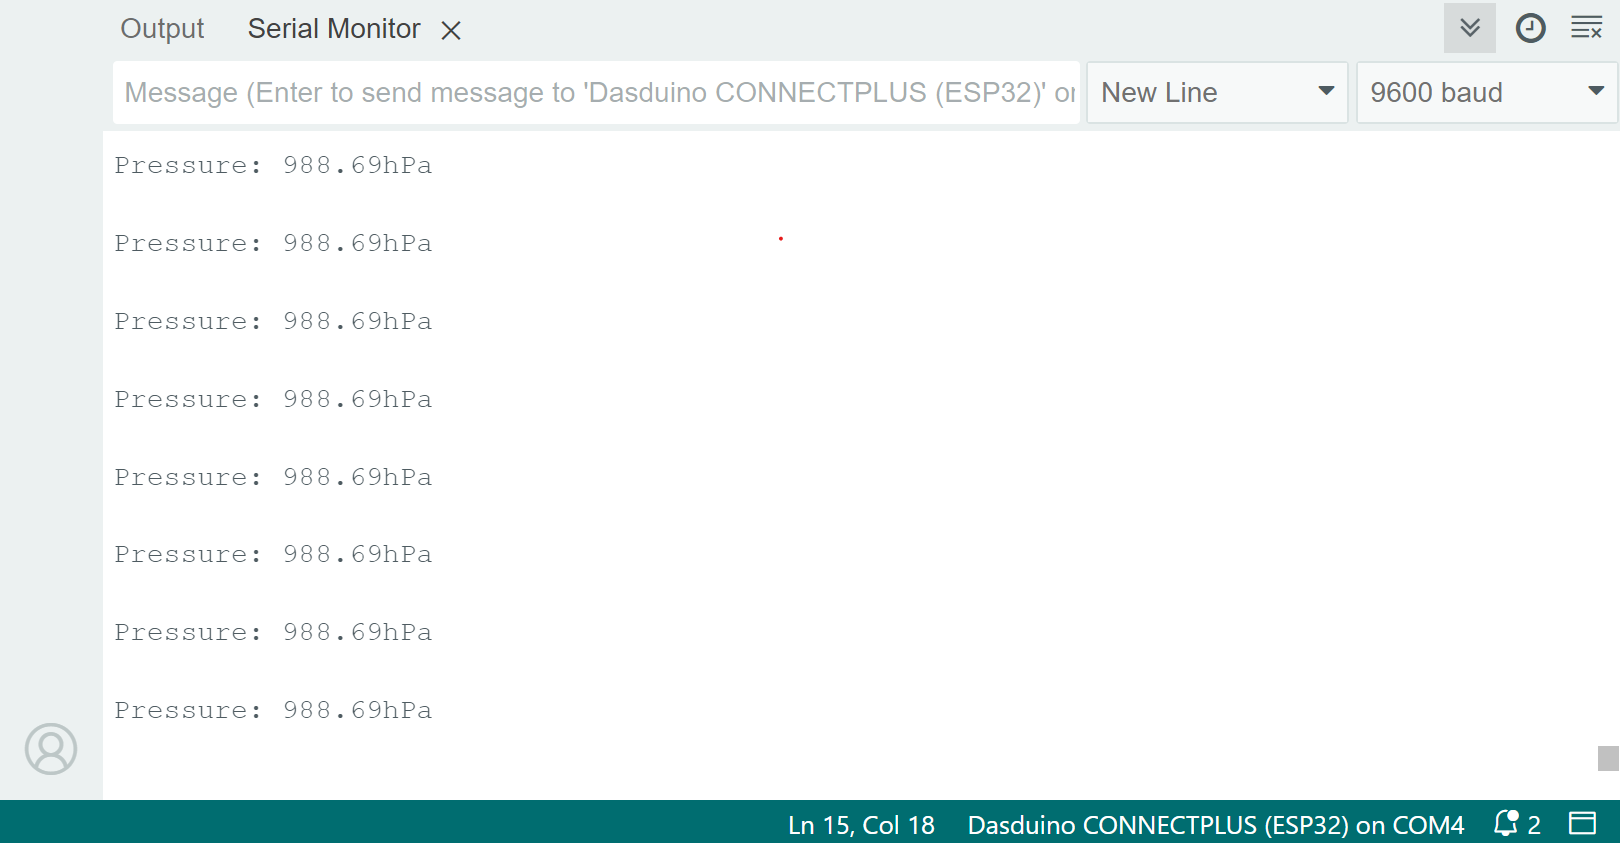 Output Serial Monitor
Message (Enter to send message to 'Dasduino CONNECTPLUS (ESP32)' or
New Line
9600 baud
Pressure: 988.69hPa
Pressure: 988.69hPa
Pressure: 988.69hPa
Pressure: 988.69hPa
Pressure: 988.69hPa
Pressure: 988.69hPa
Pressure: 988.69hPa
Pressure: 988.69hPa
Ln 15, Col 18 Dasduino CONNECTPLUS (ESP32) on COM4 2